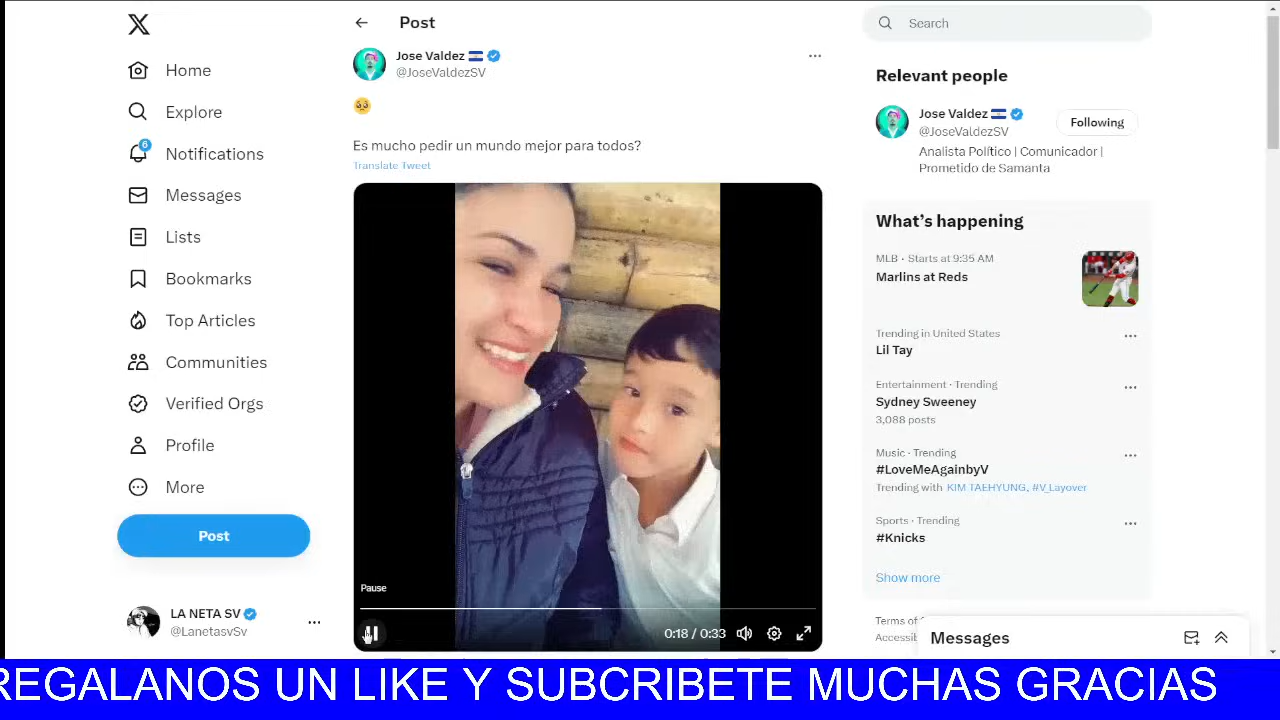 Home
Explore
6
Notifications
Messages
Lists
Bookmarks
Top Articles
Communities
Verified Orgs
Profile
More
Post
LA NETA SV
@LanetasvSv
Post
Jose Valdez
@JoseValdezSV
Es mucho pedir un mundo mejor para todos?
Translate Tweet
Pause
0:18 / 0:33
Search
Relevant people
Jose Valdez
@JoseValdezSV
Following
Analista Político | Comunicador |
Prometido de Samanta
What's happening
MLB · Starts at 9:35 AM
Marlins at Reds
Trending in United States
Lil Tay
Entertainment · Trending
Sydney Sweeney
3,088 posts
Music · Trending
#LoveMeAgainbyV
Trending with KIM TAEHYUNG, #V_Layover
Sports · Trending
#Knicks
Show more
Terms of
Messages
REGALANOS UN LIKE Y SUBCRIBETE MUCHAS GRACIAS